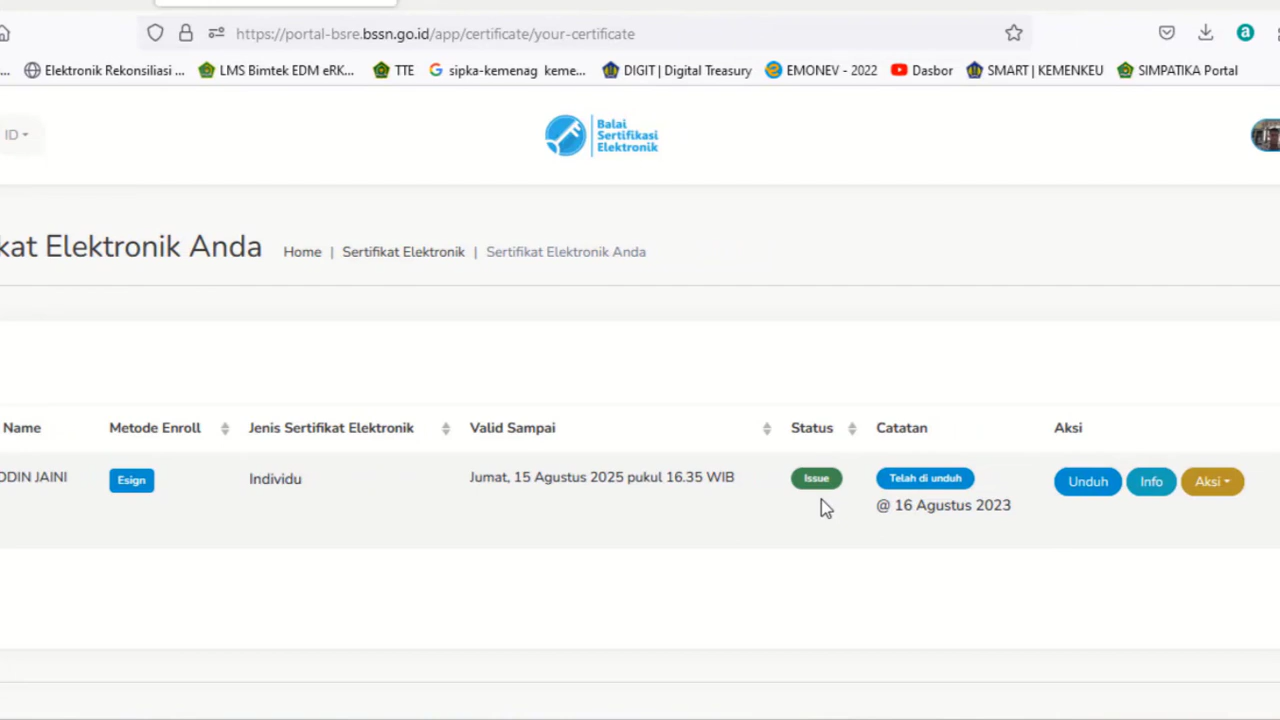 https://portal-bsre.bssn.go.id/app/certificate/your-certificate
... Elektronik Rekonsiliasi ... LMS Bimtek EDM eRK... TTE sipka-kemenag keme... DIGIT | Digital Treasury EMONEV - 2022 Dasbor SMART | KEMENKEU SIMPATIKA Portal
ID
Balai
Sertifikasi
Elektronik
kat Elektronik Anda Home | Sertifikat Elektronik | Sertifikat Elektronik Anda
Name Metode Enroll Jenis Sertifikat Elektronik Valid Sampai Status Catatan Aksi
ODIN JAINI Esign Individu Jumat, 15 Agustus 2025 pukul 16.35 WIB Issue Telah di unduh Unduh Info Aksi
@ 16 Agustus 2023